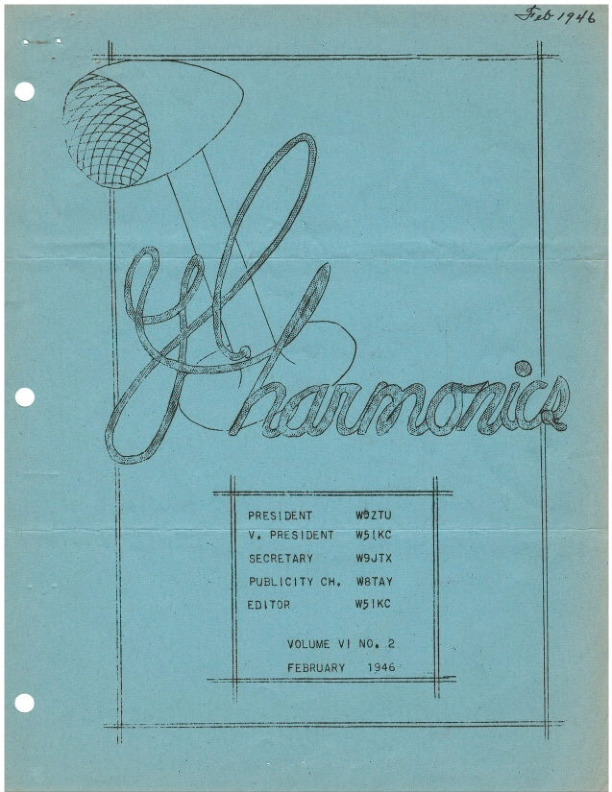 Feb 1946
YL
harmonics
PRESIDENT W9ZTU
V. PRESIDENT W5IKC
SECRETARY W9JTX
PUBLICITY CH. W8TAY
EDITOR W5IKC
VOLUME VI NO. 2
FEBRUARY 1946